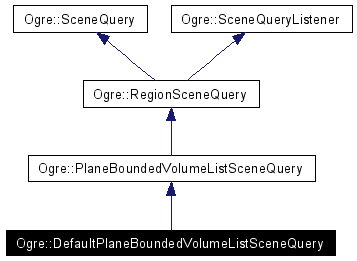 Ogre::SceneQuery
Ogre::SceneQueryListener
Ogre::RegionSceneQuery
Ogre::PlaneBoundedVolumeListSceneQuery
Ogre::DefaultPlaneBoundedVolumeListSceneQuery